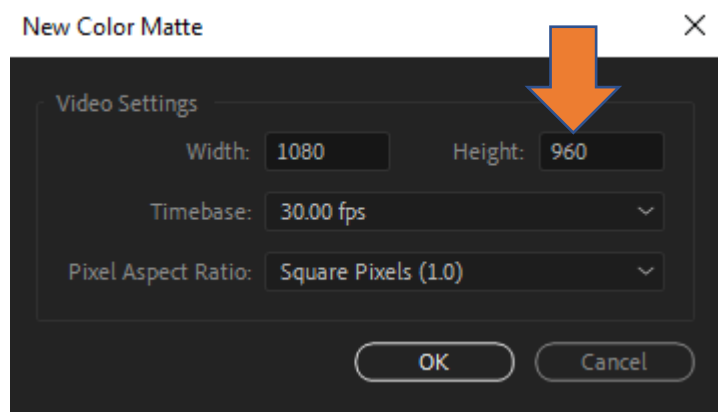 New Color Matte
Video Settings
Width: 1080 Height: 960
Timebase: 30.00 fps
Pixel Aspect Ratio: Square Pixels (1.0)
OK Cancel